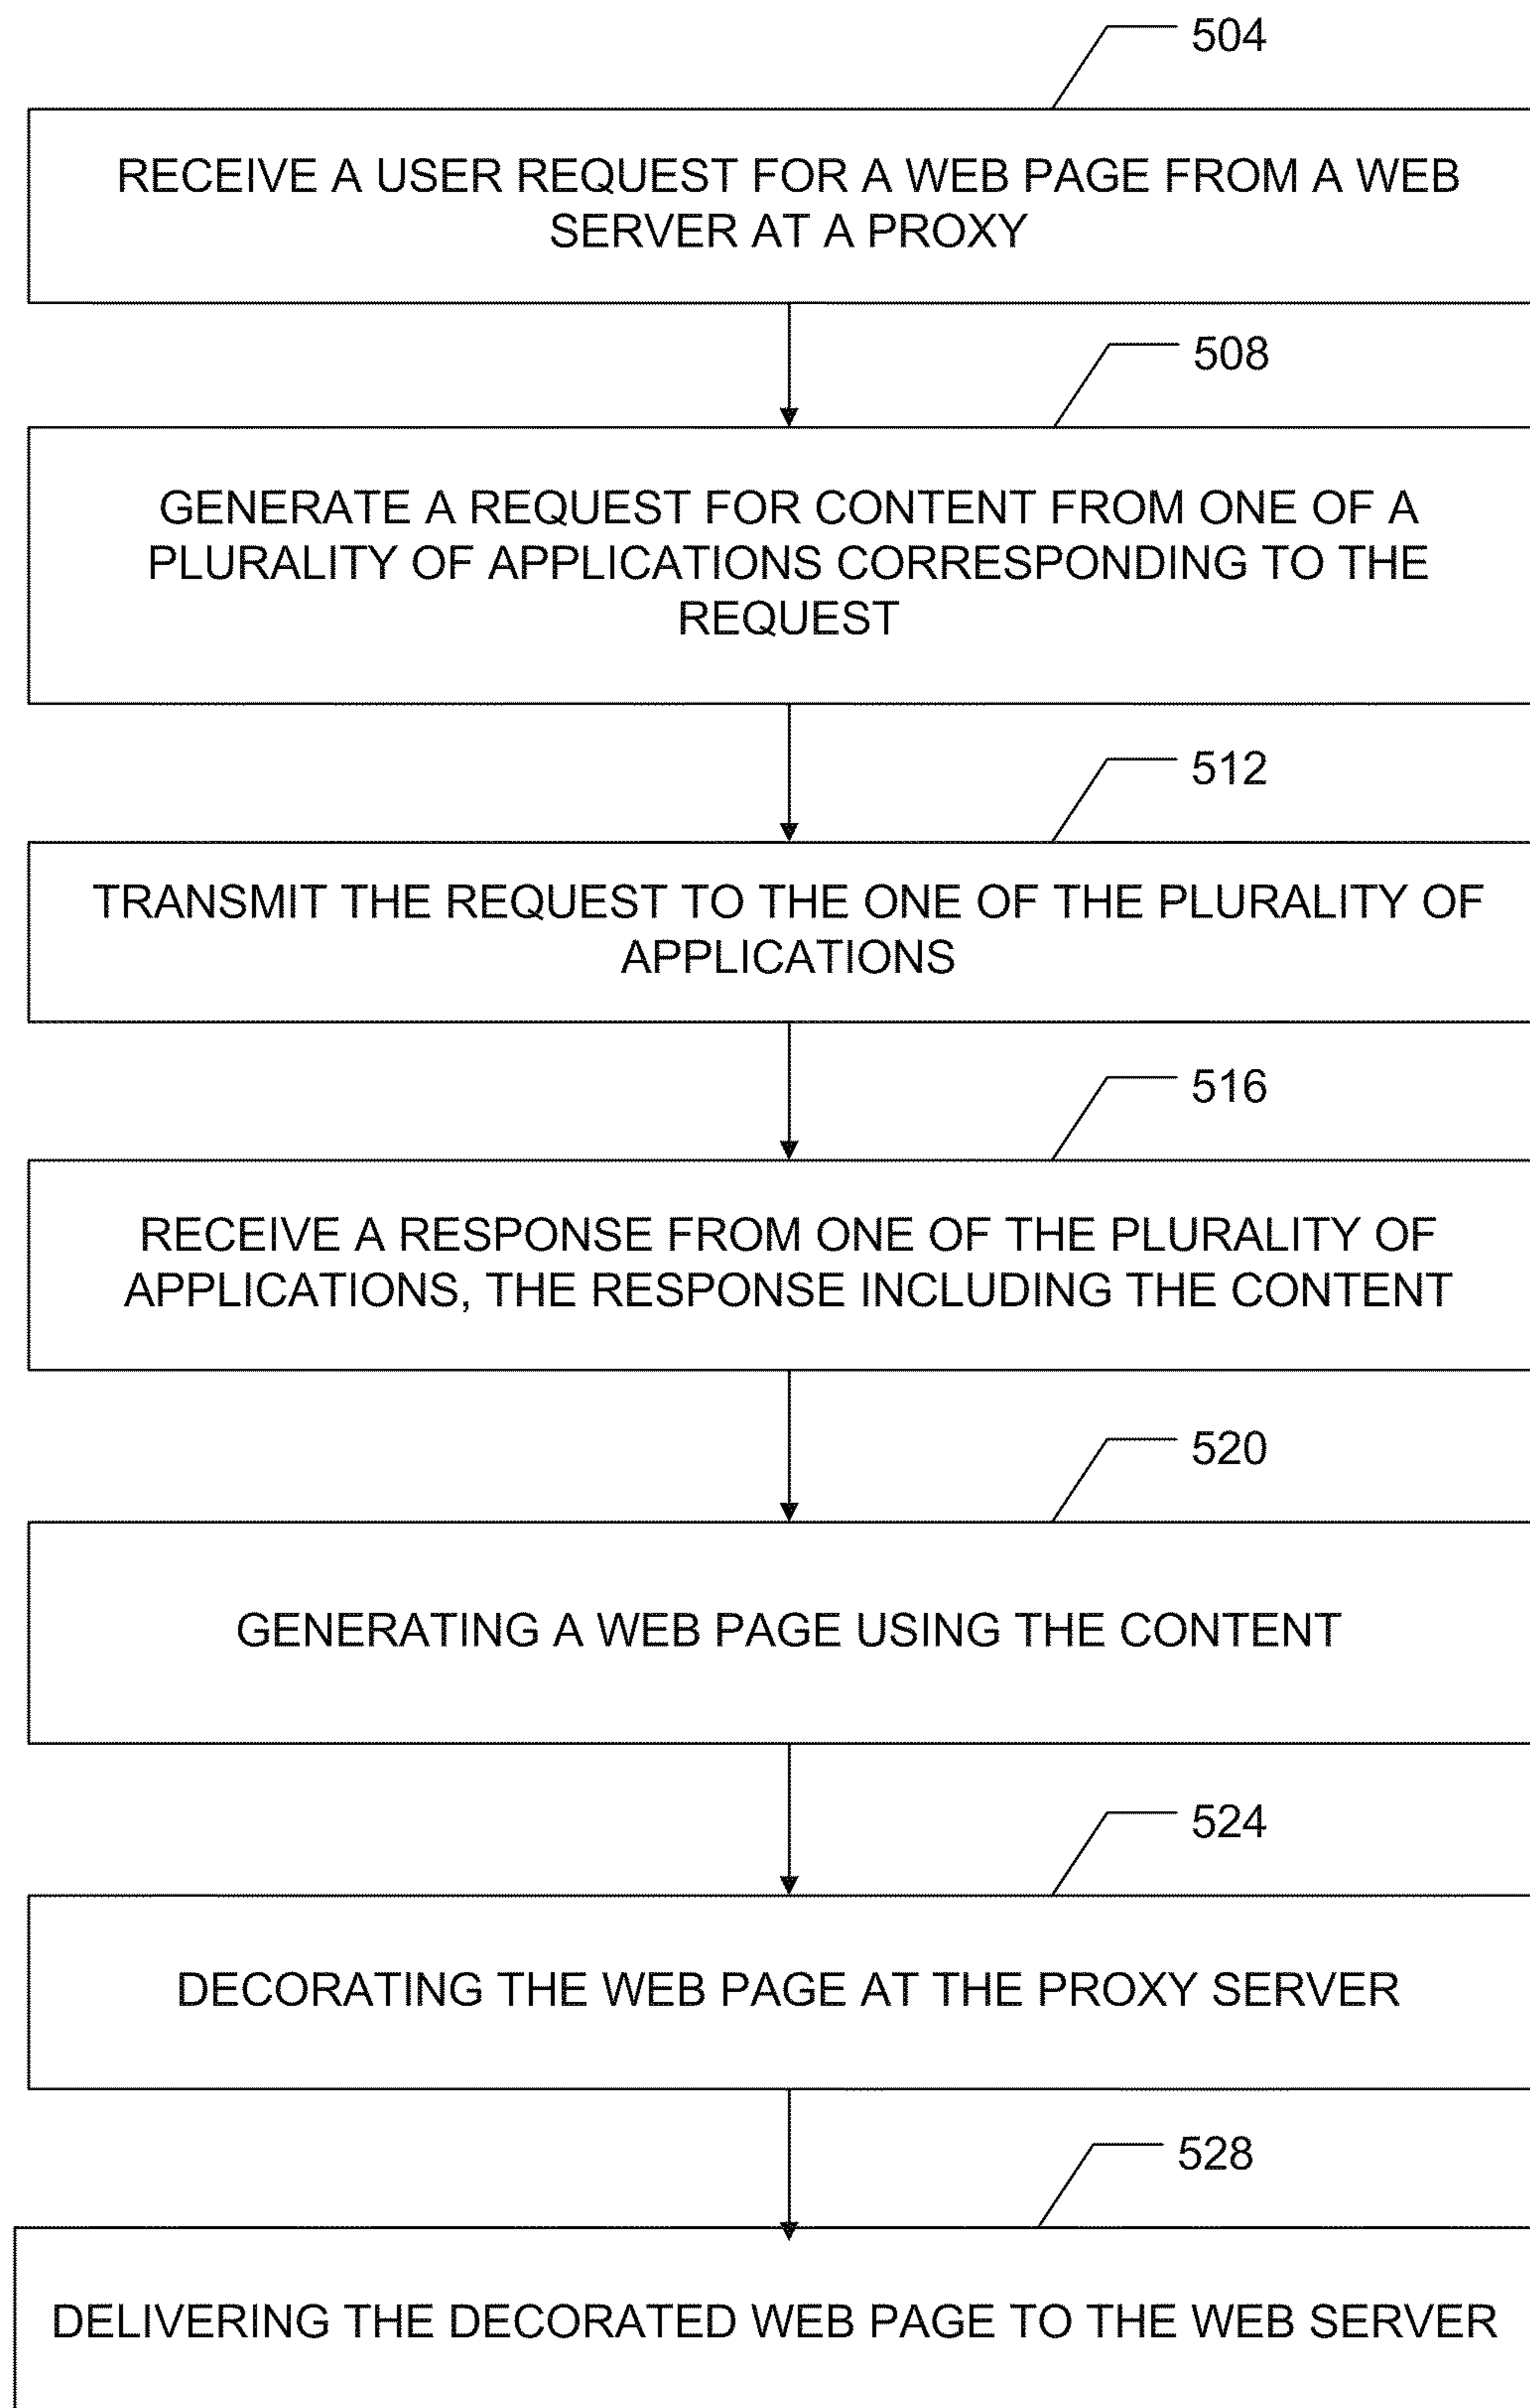 504
RECEIVE A USER REQUEST FOR A WEB PAGE FROM A WEB
SERVER AT A PROXY
508
GENERATE A REQUEST FOR CONTENT FROM ONE OF A
PLURALITY OF APPLICATIONS CORRESPONDING TO THE
REQUEST
512
TRANSMIT THE REQUEST TO THE ONE OF THE PLURALITY OF
APPLICATIONS
516
RECEIVE A RESPONSE FROM ONE OF THE PLURALITY OF
APPLICATIONS, THE RESPONSE INCLUDING THE CONTENT
520
GENERATING A WEB PAGE USING THE CONTENT
524
DECORATING THE WEB PAGE AT THE PROXY SERVER
528
DELIVERING THE DECORATED WEB PAGE TO THE WEB SERVER